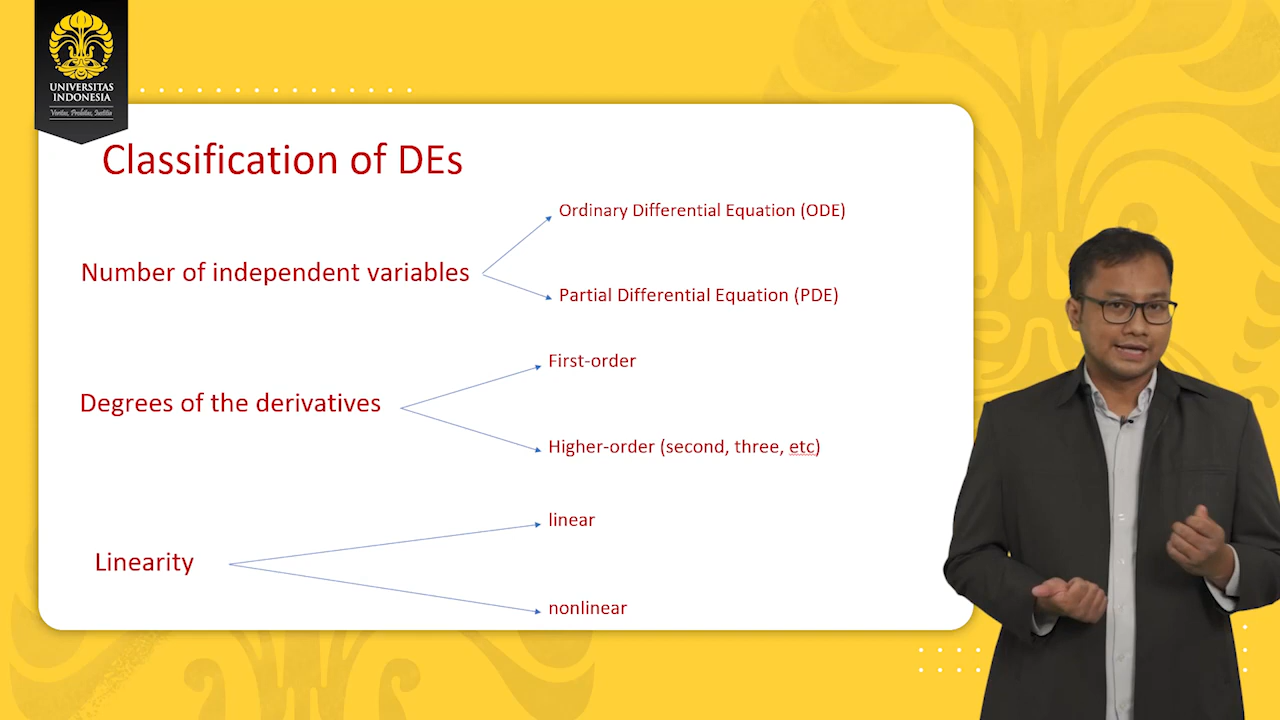 UNIVERSITAS
INDONESIA
Veritas, Probitas, Iustitia
Classification of DEs
Ordinary Differential Equation (ODE)
Number of independent variables
Partial Differential Equation (PDE)
First-order
Degrees of the derivatives
Higher-order (second, three, etc)
linear
Linearity
nonlinear